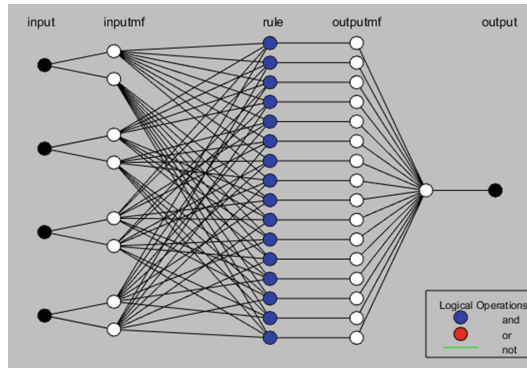 input inputmf rule outputmf output
Logical Operations
and
or
not